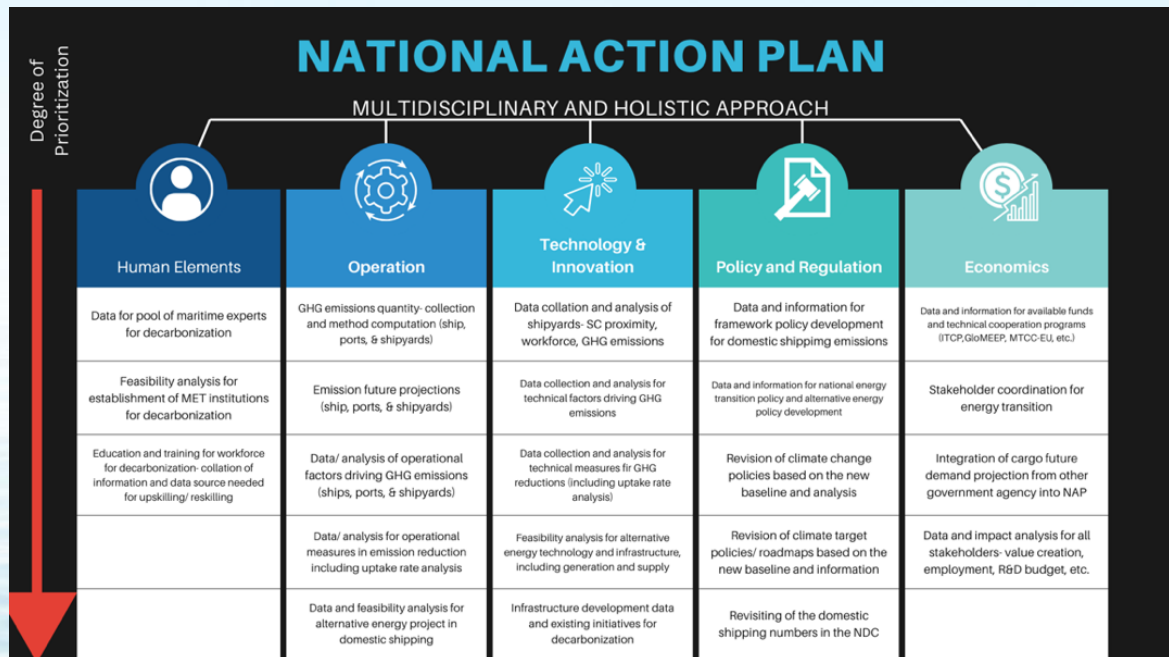 NATIONAL ACTION PLAN
Degree of
Prioritization
MULTIDISCIPLINARY AND HOLISTIC APPROACH
Human Elements
Operation
Technology &
Innovation
Policy and Regulation
Economics
Data for pool of maritime experts
for decarbonization
GHG emissions quantity- collection
and method computation (ship,
ports, & shipyards)
Data collation and analysis of
shipyards- SC proximity,
workforce, GHG emissions
Data and information for
framework policy development
for domestic shippimg emissions
Data and information for available funds
and technical cooperation programs
(ITCP,GloMEEP, MTCC-EU, etc.)
Feasibility analysis for
establishment of MET institutions
for decarbonization
Emission future projections
(ship, ports, & shipyards)
Data collection and analysis for
technical factors driving GHG
emissions
Data and information for national energy
transition policy and alternative energy
policy development
Stakeholder coordination for
energy transition
Education and training for workforce
for decarbonization- collation of
information and data source needed
for upskilling/ reskilling
Data/ analysis of operational
factors driving GHG emissions
(ships, ports, & shipyards)
Data collection and analysis for
technical measures fir GHG
reductions (including uptake rate
analysis)
Revision of climate change
policies based on the new
baseline and analysis
Integration of cargo future
demand projection from other
government agency into NAP
Data/ analysis for operational
measures in emission reduction
including uptake rate analysis
Feasibility analysis for alternative
energy technology and infrastructure,
including generation and supply
Revision of climate target
policies/ roadmaps based on the
new baseline and information
Data and impact analysis for all
stakeholders- value creation,
employment, R&D budget, etc.
Data and feasibility analysis for
alternative energy project in
domestic shipping
Infrastructure development data
and existing initiatives for
decarbonization
Revisiting of the domestic
shipping numbers in the NDC